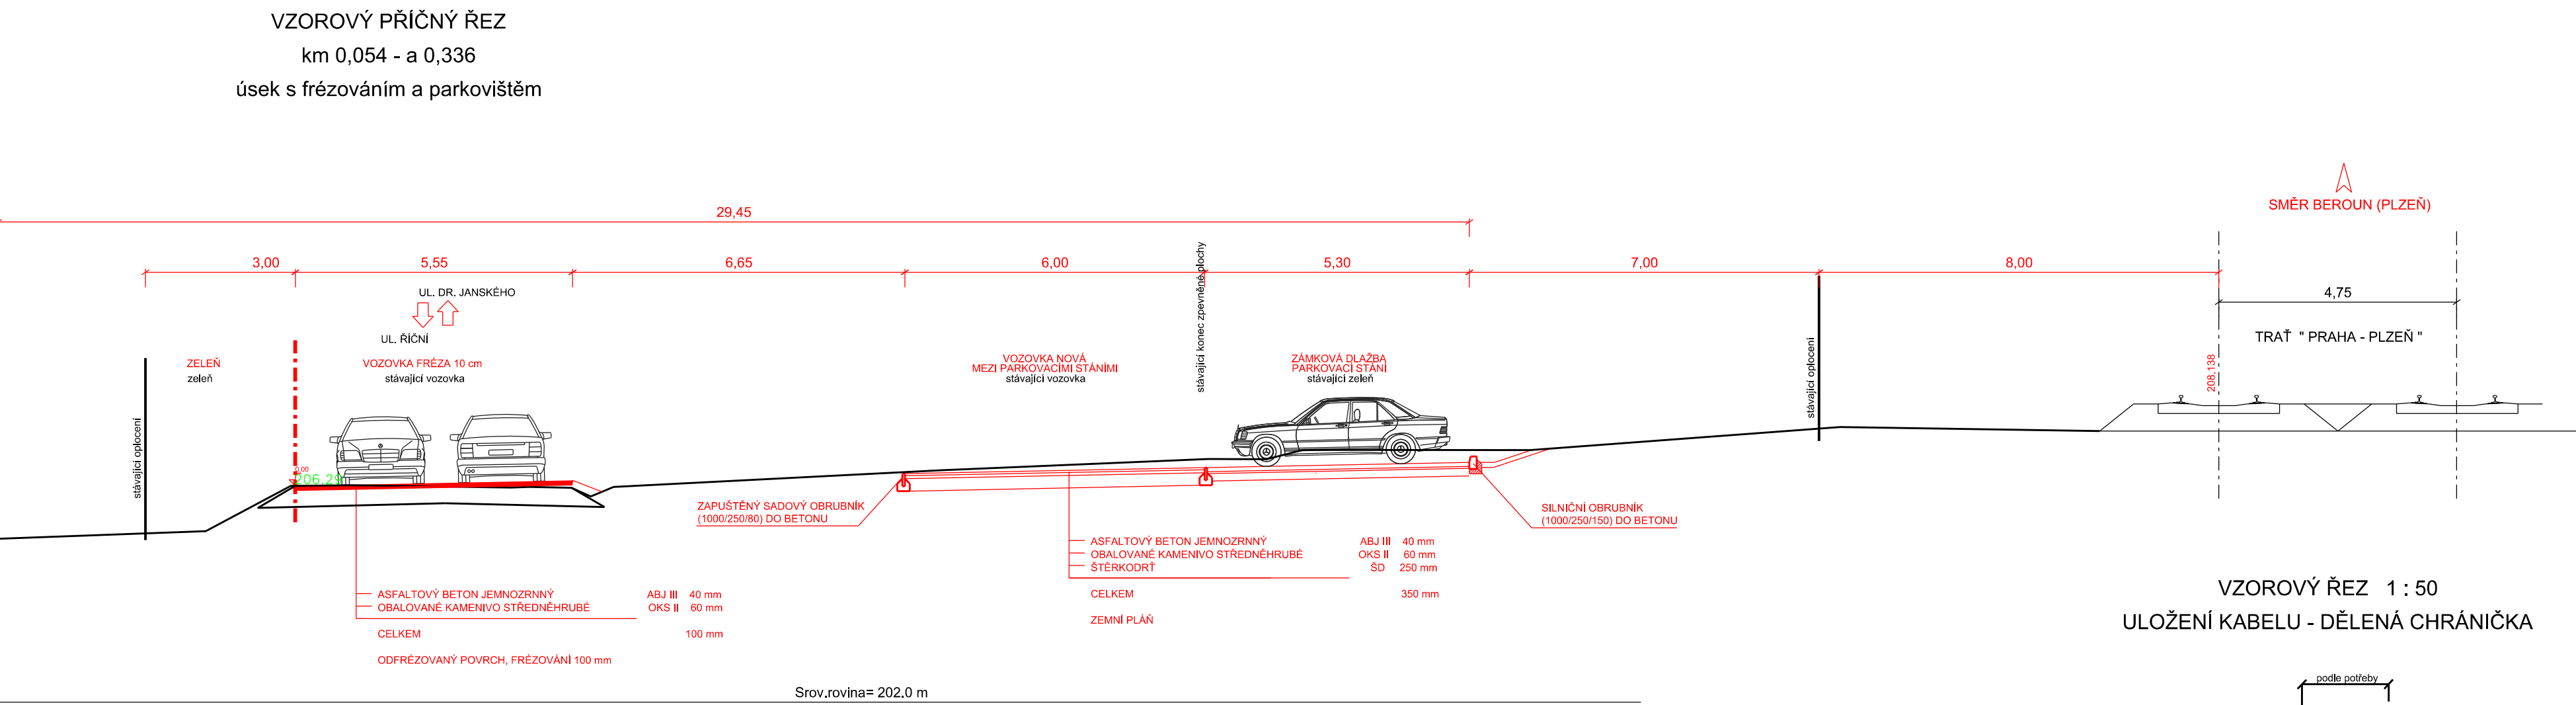 VZOROVÝ PŘÍČNÝ ŘEZ
km 0,054 - a 0,336
úsek s frézováním a parkovištěm
SMĚR BEROUN (PLZEŇ)
29,45
3,00
5,55
6,65
6,00
5,30
7,00
8,00
4,75
UL. DR. JANSKÉHO
UL. ŘÍČNÍ
TRAŤ " PRAHA - PLZEŇ "
208,138
stávající konec zpevněné plochy
stávající oplocení
stávající oplocení
ZELEŇ
zeleň
VOZOVKA FRÉZA 10 cm
stávající vozovka
VOZOVKA NOVÁ
MEZI PARKOVACÍMI STÁNÍMI
stávající vozovka
ZÁMKOVÁ DLAŽBA
PARKOVACÍ STÁNÍ
stávající zeleň
0,00
206,29
ZAPUŠTĚNÝ SADOVÝ OBRUBNÍK
(1000/250/80) DO BETONU
SILNIČNÍ OBRUBNÍK
(1000/250/150) DO BETONU
ASFALTOVÝ BETON JEMNOZRNNÝ ABJ III 40 mm
OBALOVANÉ KAMENIVO STŘEDNĚHRUBÉ OKS II 60 mm
ŠTĚRKODRŤ ŠD 250 mm
CELKEM 350 mm
ZEMNÍ PLÁŇ
ASFALTOVÝ BETON JEMNOZRNNÝ ABJ III 40 mm
OBALOVANÉ KAMENIVO STŘEDNĚHRUBÉ OKS II 60 mm
CELKEM 100 mm
ODFRÉZOVANÝ POVRCH, FRÉZOVÁNÍ 100 mm
VZOROVÝ ŘEZ 1 : 50
ULOŽENÍ KABELU - DĚLENÁ CHRÁNIČKA
podle potřeby
Srov.rovina= 202.0 m